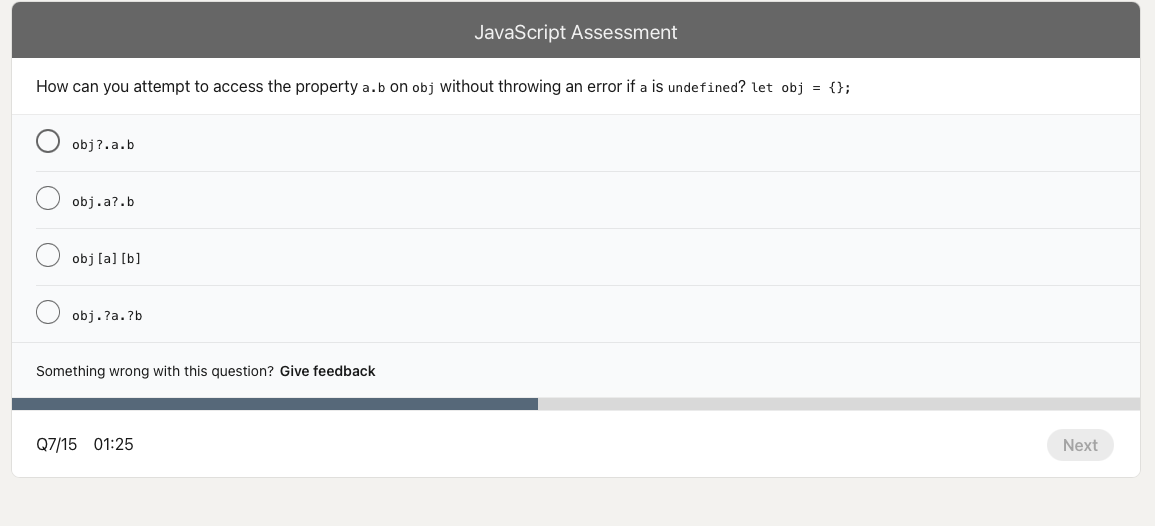 JavaScript Assessment
How can you attempt to access the property a.b on obj without throwing an error if a is undefined? let obj = {};
obj?.a.b
obj.a?.b
obj[a][b]
obj.?a.?b
Something wrong with this question? Give feedback
Q7/15 01:25
Next